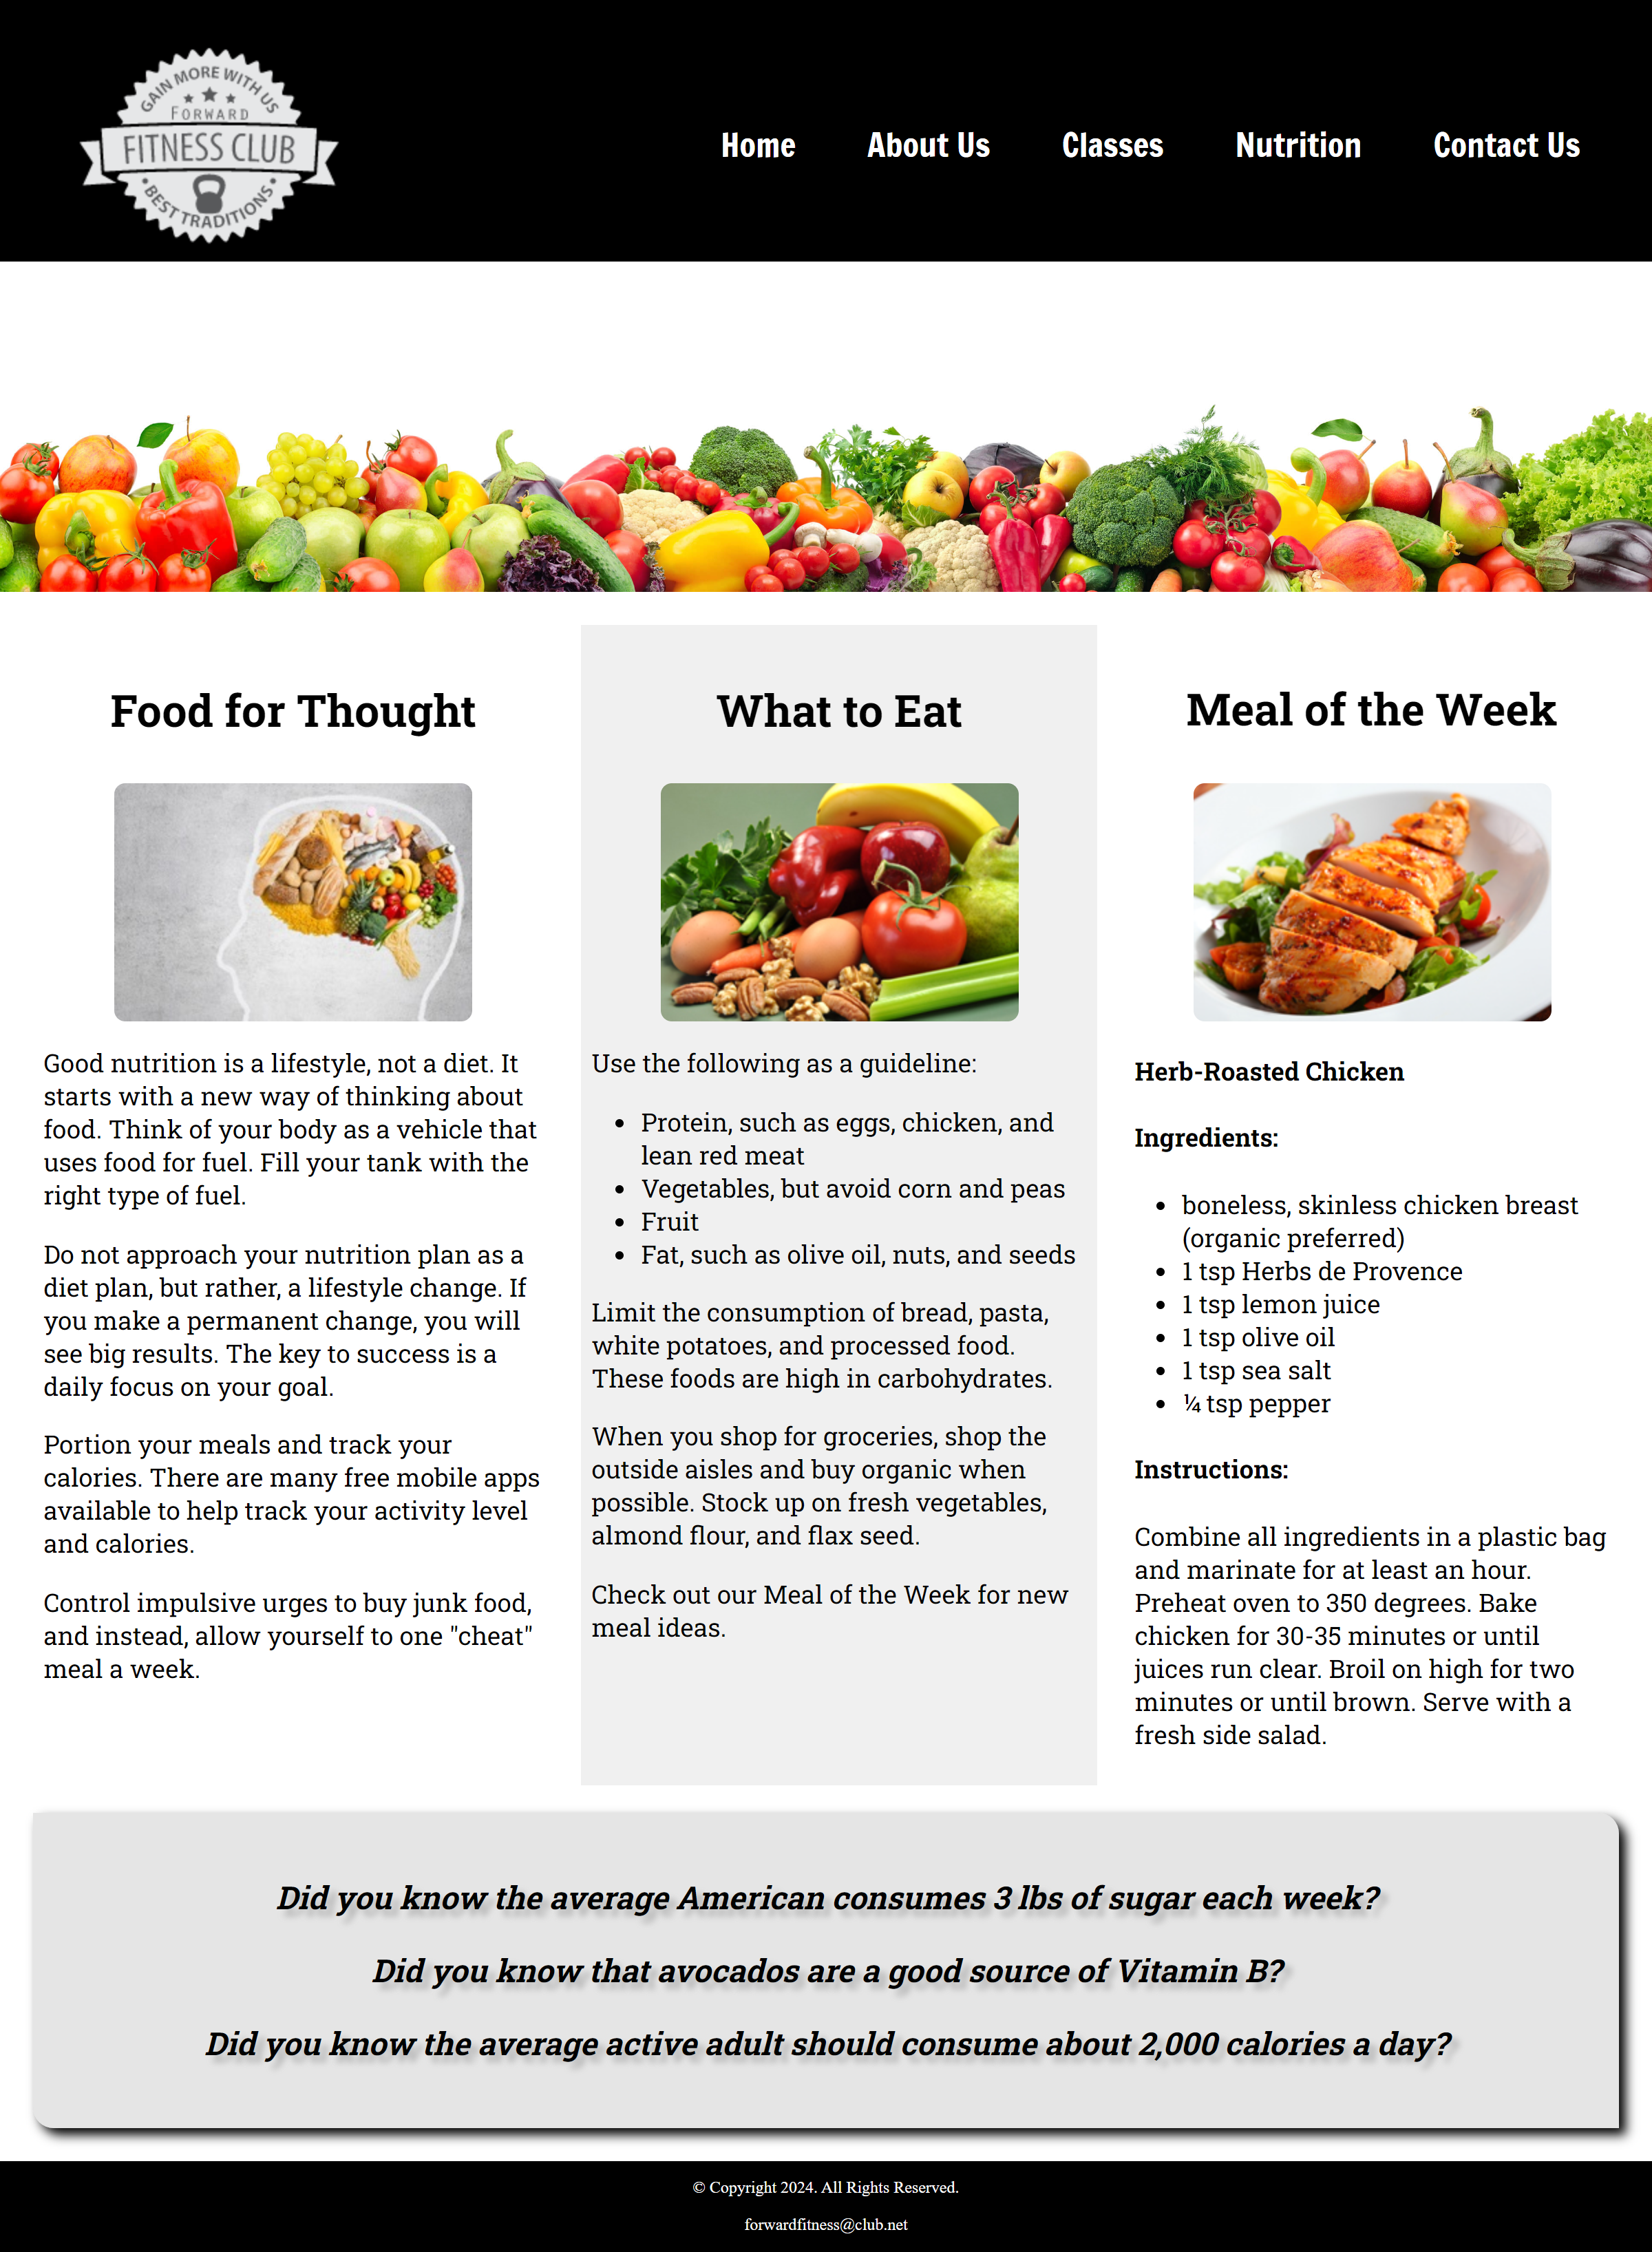 GAIN MORE WITH US
FORWARD
FITNESS CLUB
BEST TRADITIONS
Home About Us Classes Nutrition Contact Us
Food for Thought
Good nutrition is a lifestyle, not a diet. It
starts with a new way of thinking about
food. Think of your body as a vehicle that
uses food for fuel. Fill your tank with the
right type of fuel.
Do not approach your nutrition plan as a
diet plan, but rather, a lifestyle change. If
you make a permanent change, you will
see big results. The key to success is a
daily focus on your goal.
Portion your meals and track your
calories. There are many free mobile apps
available to help track your activity level
and calories.
Control impulsive urges to buy junk food,
and instead, allow yourself to one "cheat"
meal a week.
What to Eat
Use the following as a guideline:
• Protein, such as eggs, chicken, and
lean red meat
• Vegetables, but avoid corn and peas
• Fruit
• Fat, such as olive oil, nuts, and seeds
Limit the consumption of bread, pasta,
white potatoes, and processed food.
These foods are high in carbohydrates.
When you shop for groceries, shop the
outside aisles and buy organic when
possible. Stock up on fresh vegetables,
almond flour, and flax seed.
Check out our Meal of the Week for new
meal ideas.
Meal of the Week
Herb-Roasted Chicken
Ingredients:
• boneless, skinless chicken breast
(organic preferred)
• 1 tsp Herbs de Provence
• 1 tsp lemon juice
• 1 tsp olive oil
• 1 tsp sea salt
• ¼ tsp pepper
Instructions:
Combine all ingredients in a plastic bag
and marinate for at least an hour.
Preheat oven to 350 degrees. Bake
chicken for 30-35 minutes or until
juices run clear. Broil on high for two
minutes or until brown. Serve with a
fresh side salad.
Did you know the average American consumes 3 lbs of sugar each week?
Did you know that avocados are a good source of Vitamin B?
Did you know the average active adult should consume about 2,000 calories a day?
© Copyright 2024. All Rights Reserved.
forwardfitness@club.net